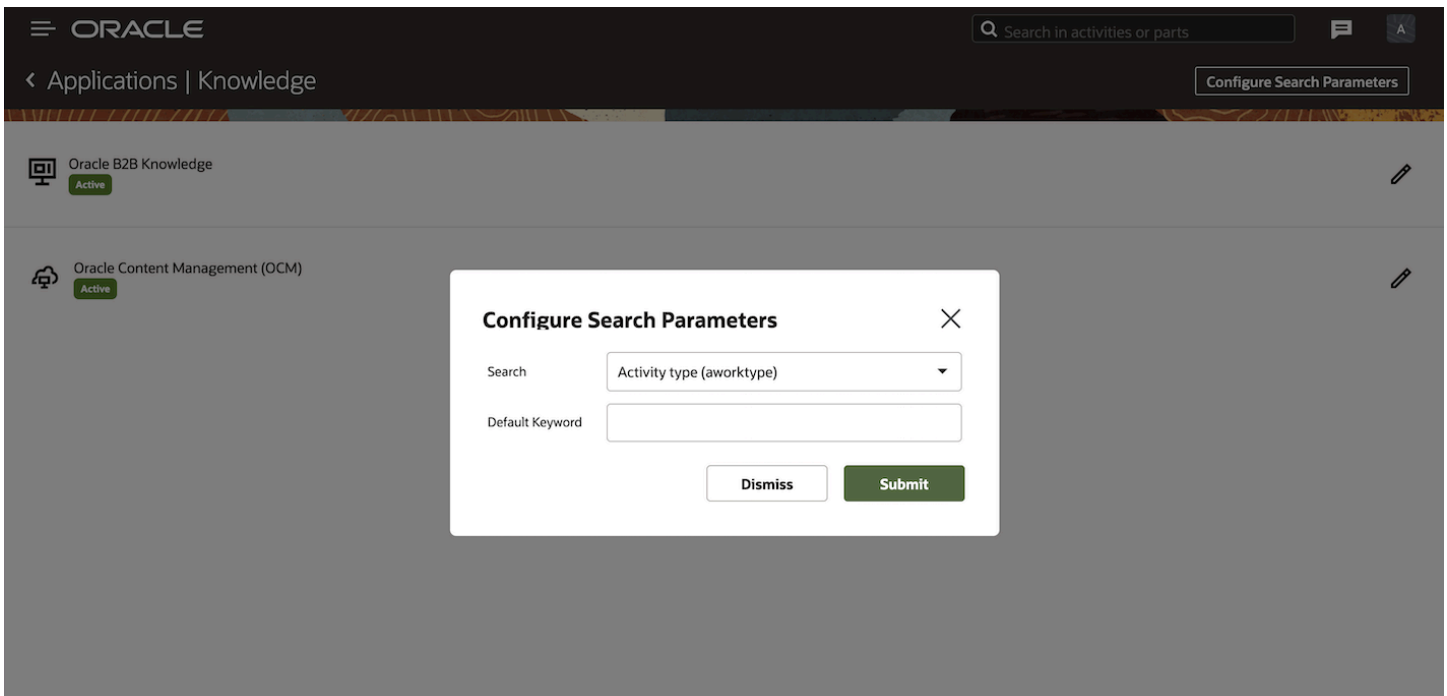 ORACLE
Search in activities or parts
A
Applications | Knowledge
Configure Search Parameters
Oracle B2B Knowledge
Active
Oracle Content Management (OCM)
Active
Configure Search Parameters
Search
Activity type (aworktype)
Default Keyword
Dismiss
Submit